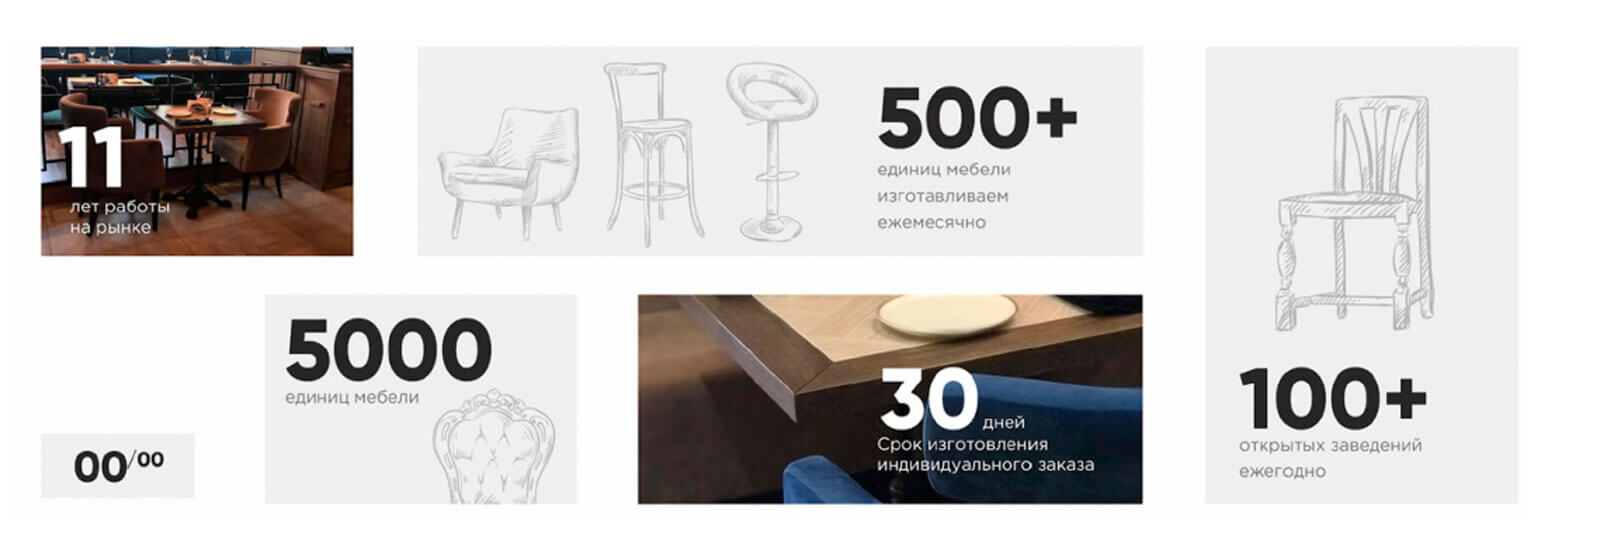 11
лет работы
на рынке
500+
единиц мебели
изготавливаем
ежемесячно
5000
единиц мебели
00/00
30 дней
Срок изготовления
индивидуального заказа
100+
открытых заведений
ежегодно